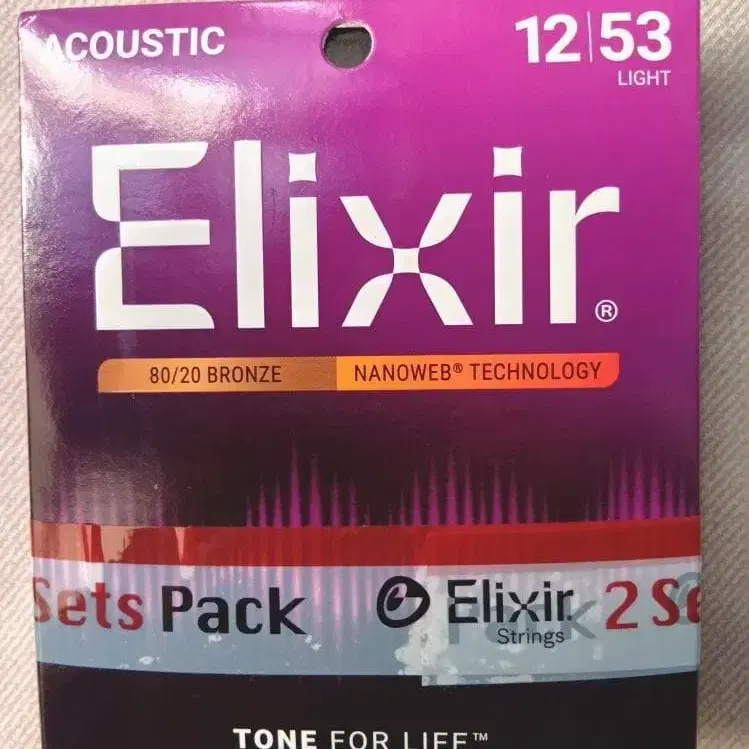 ACOUSTIC
12|53
LIGHT
Elixir®
80/20 BRONZE NANOWEB® TECHNOLOGY
Sets Pack Elixir 2 Se
Strings
TONE FOR LIFE™